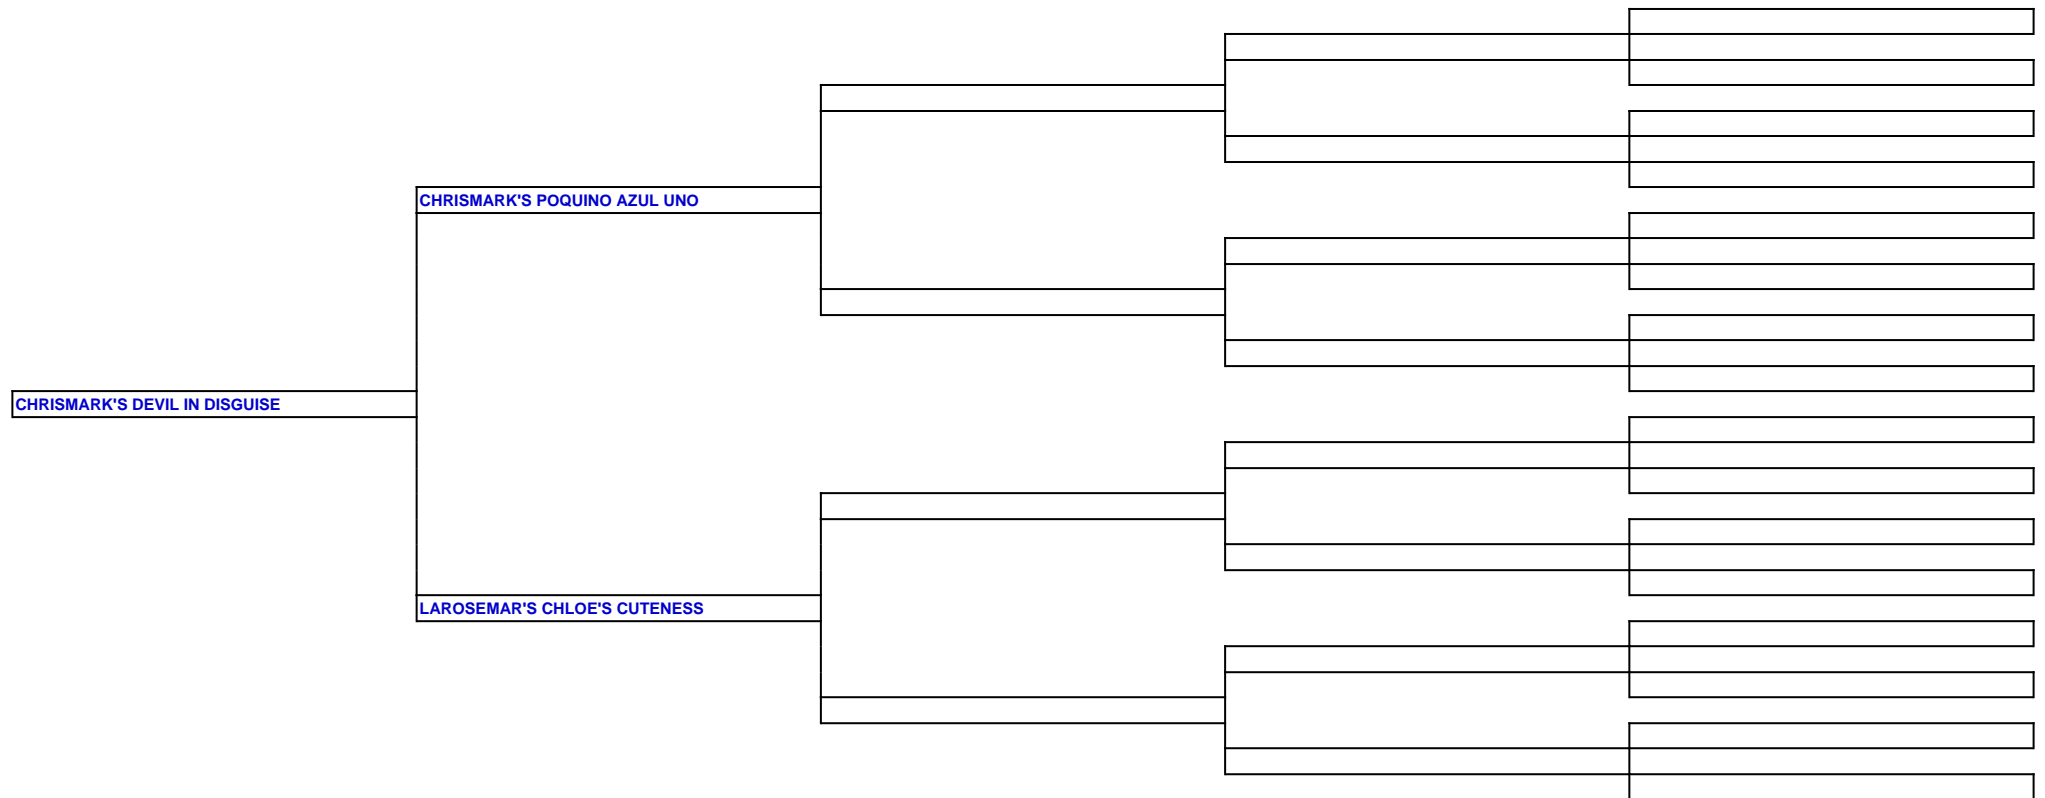 CHRISMARK'S POQUINO AZUL UNO
CHRISMARK'S DEVIL IN DISGUISE
LAROSEMAR'S CHLOE'S CUTENESS